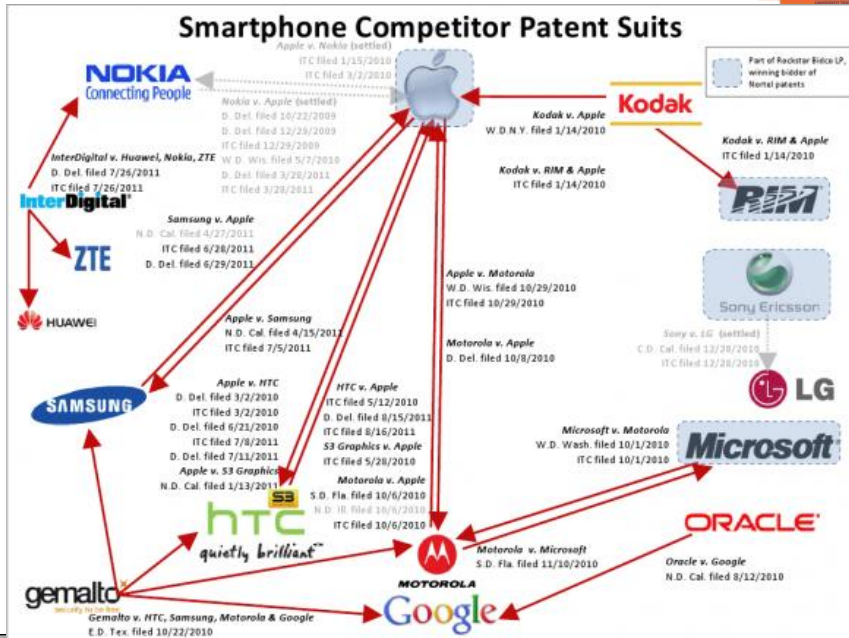 Smartphone Competitor Patent Suits
Apple v. Nokia (settled)
ITC filed 1/15/2010
ITC filed 3/2/2010
NOKIA
Connecting People
Nokia v. Apple (settled)
D. Del. filed 10/22/2009
D. Del. filed 12/29/2009
ITC filed 12/29/2009
W.D. Wis. filed 5/7/2010
D. Del. filed 3/28/2011
ITC filed 3/28/2011
Part of Rockstar Bidco LP,
winning bidder of
Nortel patents
Kodak
Kodak v. Apple
W.D.N.Y. filed 1/14/2010
Kodak v. RIM & Apple
ITC filed 1/14/2010
Kodak v. RIM & Apple
ITC filed 1/14/2010
RIM
InterDigital v. Huawei, Nokia, ZTE
D. Del. filed 7/26/2011
ITC filed 7/26/2011
InterDigital
ZTE
HUAWEI
Samsung v. Apple
N.D. Cal. filed 4/27/2011
ITC filed 6/28/2011
D. Del. filed 6/29/2011
Apple v. Motorola
W.D. Wis. filed 10/29/2010
ITC filed 10/29/2010
Sony Ericsson
Apple v. Samsung
N.D. Cal. filed 4/15/2011
ITC filed 7/5/2011
Motorola v. Apple
D. Del. filed 10/8/2010
Sony v. LG (settled)
C.D. Cal. filed 12/28/2010
ITC filed 12/28/2010
LG
SAMSUNG
Apple v. HTC
D. Del. filed 3/2/2010
ITC filed 3/2/2010
D. Del. filed 6/21/2010
ITC filed 7/8/2011
D. Del. filed 7/11/2011
Apple v. S3 Graphics
N.D. Cal. filed 1/13/2011
HTC v. Apple
ITC filed 5/12/2010
D. Del. filed 8/15/2011
ITC filed 8/16/2011
S3 Graphics v. Apple
ITC filed 5/28/2010
Motorola v. Apple
S.D. Fla. filed 10/6/2010
N.D. Ill. filed 10/6/2010
ITC filed 10/6/2010
Microsoft v. Motorola
W.D. Wash. filed 10/1/2010
ITC filed 10/1/2010
Microsoft
S3
hTC
quietly brilliant™
MOTOROLA
Motorola v. Microsoft
S.D. Fla. filed 11/10/2010
ORACLE
Oracle v. Google
N.D. Cal. filed 8/12/2010
gemalto
security to be free
Google
Gemalto v. HTC, Samsung, Motorola & Google
E.D. Tex. filed 10/22/2010